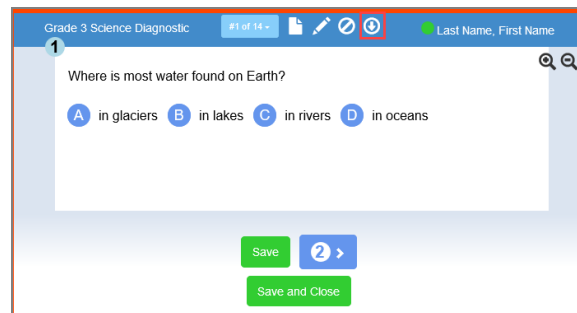 Grade 3 Science Diagnostic #1 of 14 Last Name, First Name
1
Where is most water found on Earth?
A in glaciers B in lakes C in rivers D in oceans
Save 2 >
Save and Close